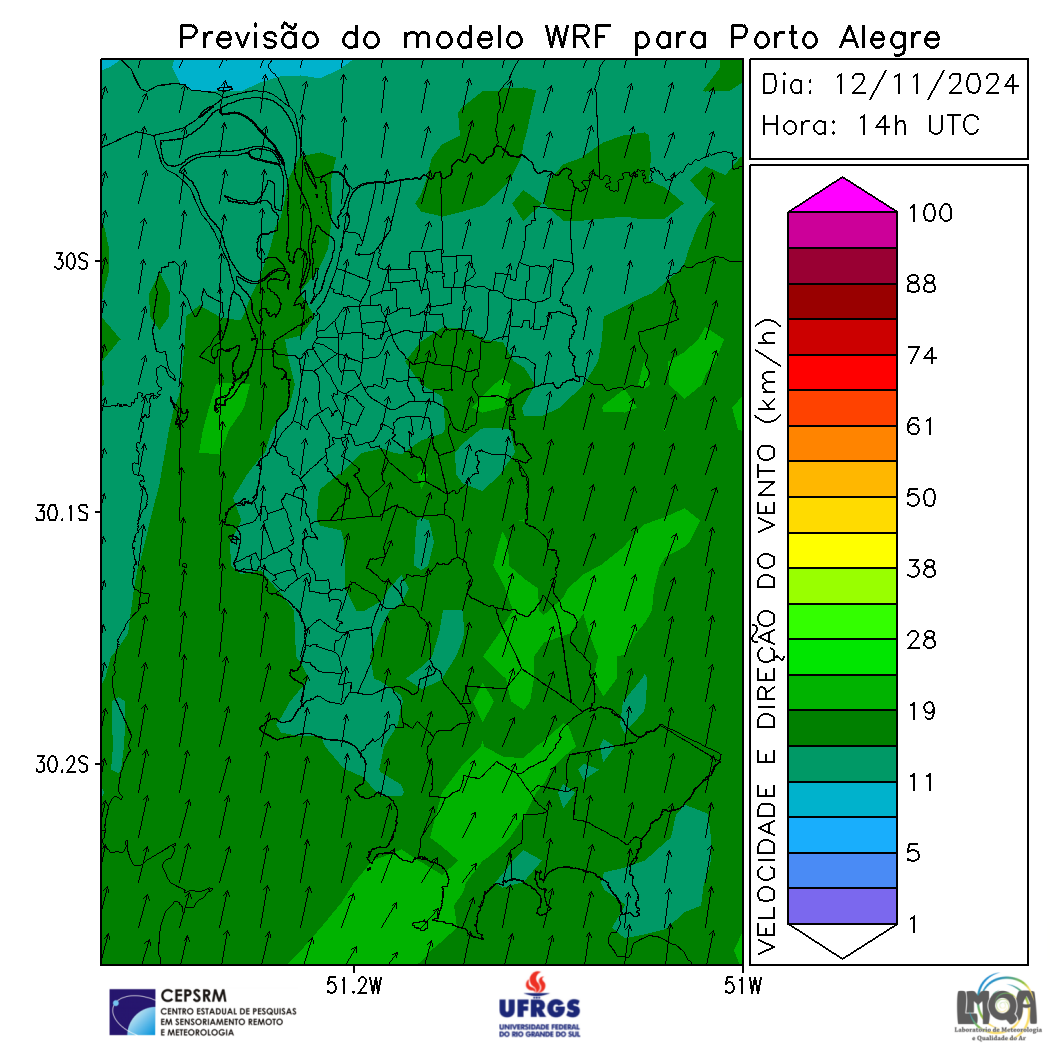 Previsão do modelo WRF para Porto Alegre
Dia: 12/11/2024
Hora: 14h UTC
30S
30.1S
30.2S
51.2W
51W
VELOCIDADE E DIREÇÃO DO VENTO (km/h)
100
88
74
61
50
38
28
19
11
5
1
CEPSRM
CENTRO ESTADUAL DE PESQUISAS
EM SENSORIAMENTO REMOTO
E METEOROLOGIA
UFRGS
UNIVERSIDADE FEDERAL
DO RIO GRANDE DO SUL
LMQA
Laboratório de Meteorologia
e Qualidade do Ar